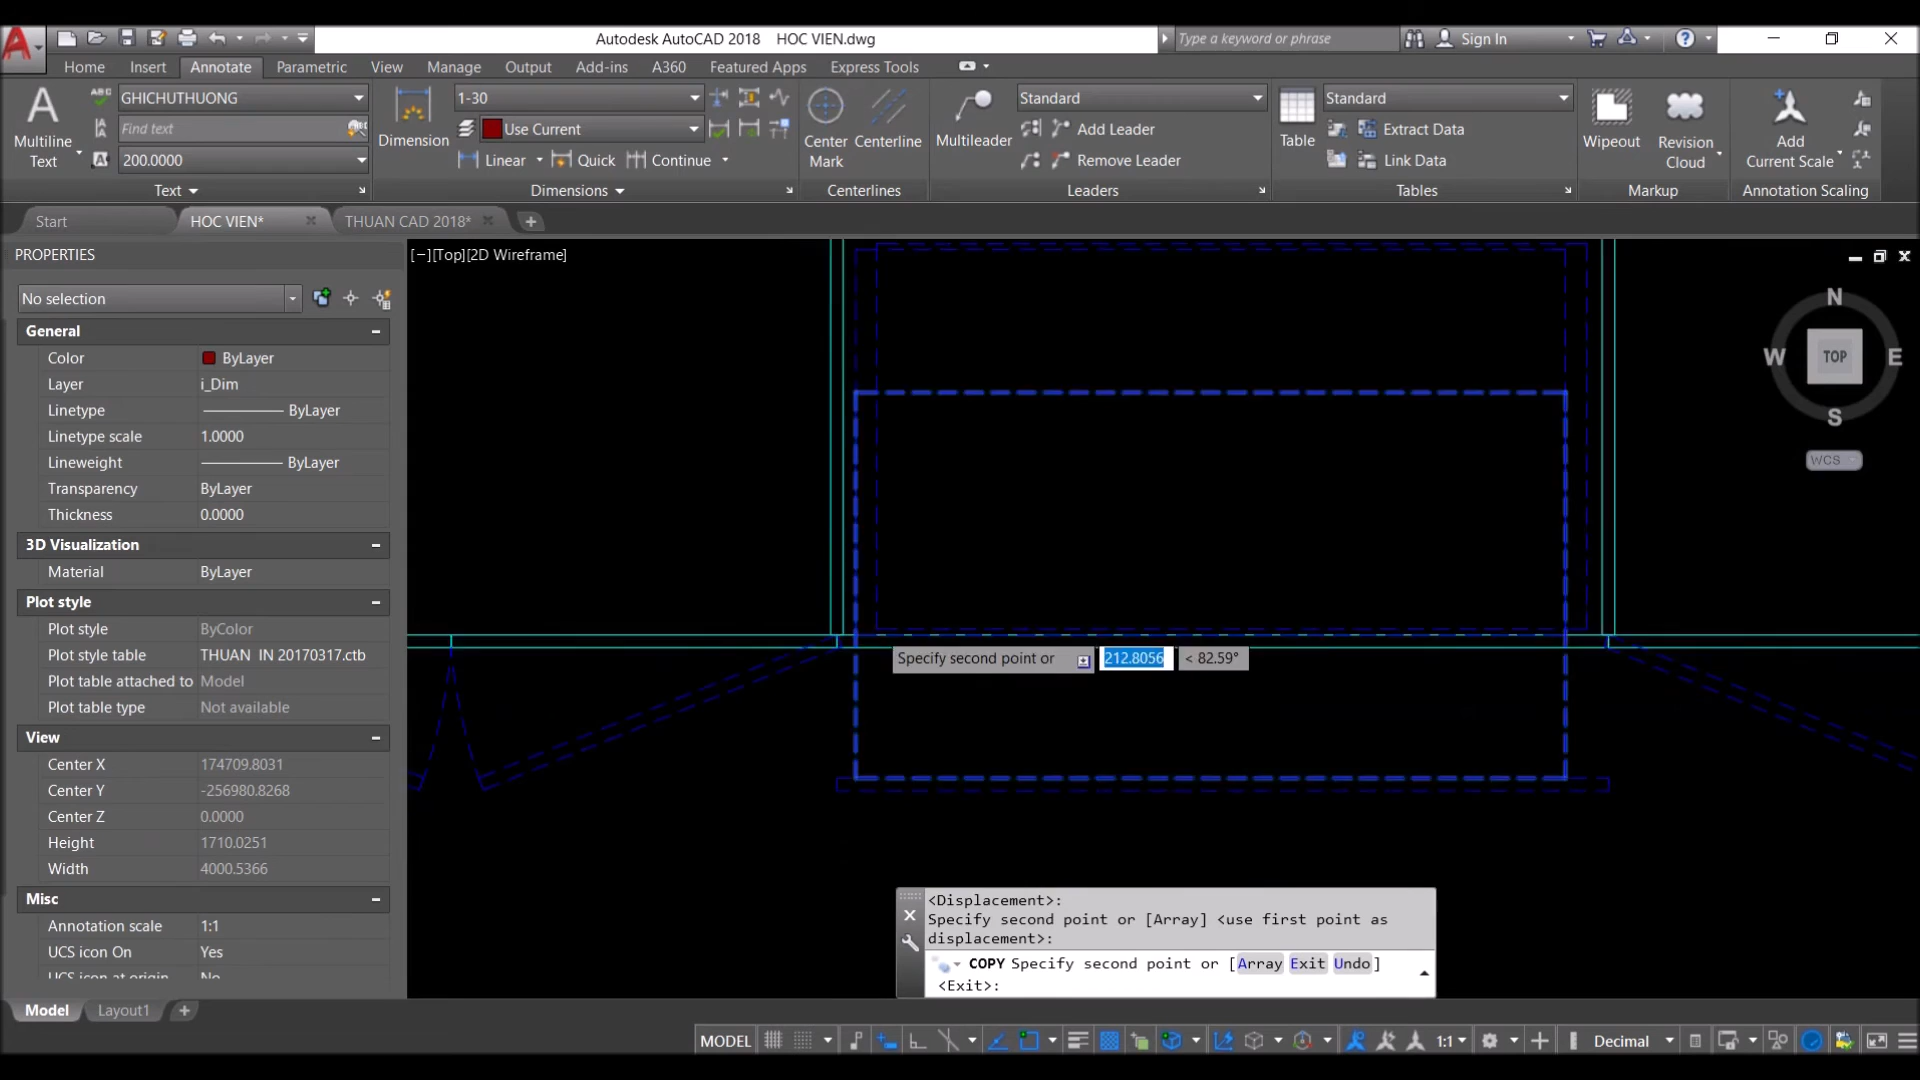 Autodesk AutoCAD 2018 HOC VIEN.dwg
Type a keyword or phrase
Sign In
Home Insert Annotate Parametric View Manage Output Add-ins A360 Featured Apps Express Tools
A Multiline Text
ABC
GHICHUTHUONG
Find text
200.0000
Text
Dimension
1-30
Use Current
Linear Quick Continue
Dimensions
Center Mark
Centerline
Centerlines
Multileader
Standard
Add Leader
Remove Leader
Leaders
Table
Standard
Extract Data
Link Data
Tables
Wipeout
Revision Cloud
Markup
Add Current Scale
Annotation Scaling
Start
HOC VIEN*
THUAN CAD 2018*
PROPERTIES
No selection
General
Color ByLayer
Layer i_Dim
Linetype ByLayer
Linetype scale 1.0000
Lineweight ByLayer
Transparency ByLayer
Thickness 0.0000
3D Visualization
Material ByLayer
Plot style
Plot style ByColor
Plot style table THUAN IN 20170317.ctb
Plot table attached to Model
Plot table type Not available
View
Center X 174709.8031
Center Y -256980.8268
Center Z 0.0000
Height 1710.0251
Width 4000.5366
Misc
Annotation scale 1:1
UCS icon On Yes
UCS icon at origin No
[−][Top][2D Wireframe]
N
W TOP E
S
WCS
Specify second point or 212.8056 < 82.59°
<Displacement>:
Specify second point or [Array] <use first point as
displacement>:
COPY Specify second point or [Array Exit Undo]
<Exit>:
Model Layout1
MODEL 1:1 Decimal